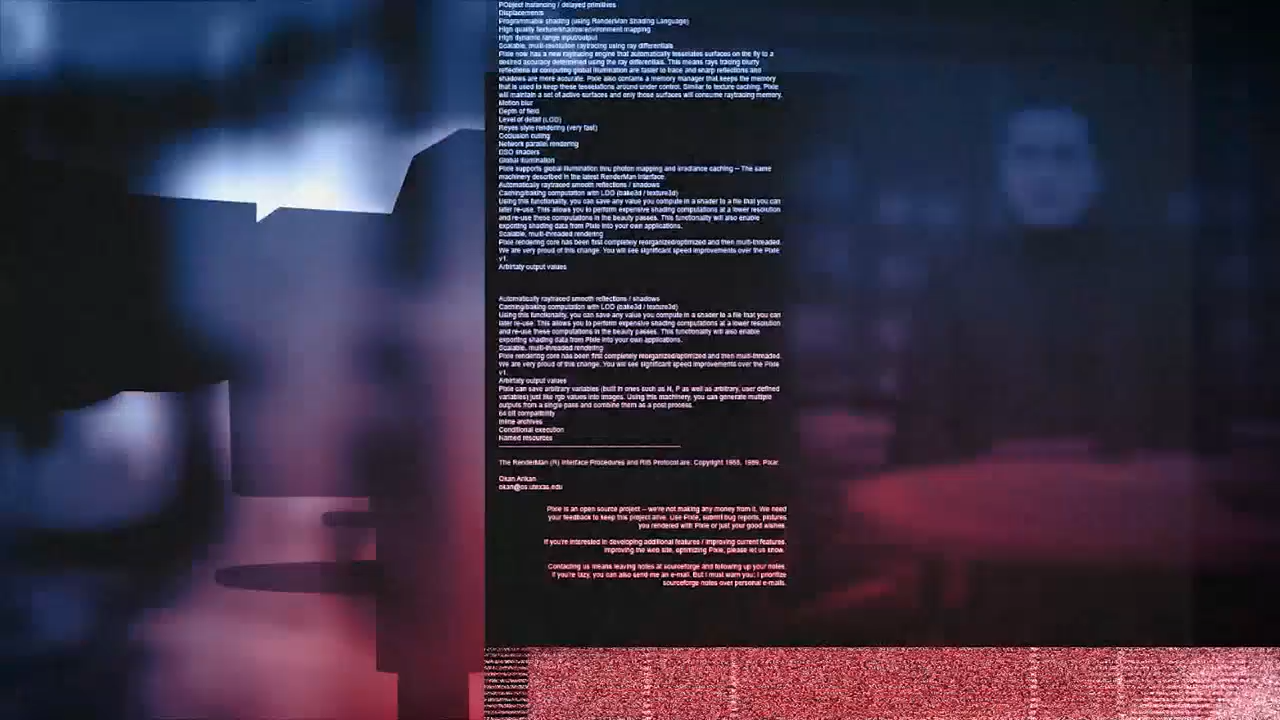 PObject instancing / delayed primitives
Displacements
Programmable shading (using RenderMan Shading Language)
High quality texture/shadow/environment mapping
High dynamic range input/output
Scalable, multi-resolution raytracing using ray differentials
Pixie now has a new raytracing engine that automatically tesselates surfaces on the fly to a
desired accuracy determined using the ray differentials. This means rays tracing blurry
reflections or computing global illumination are faster to trace and sharp reflections and
shadows are more accurate. Pixie also contains a memory manager that keeps the memory
that is used to keep these tesselations around under control. Similar to texture caching, Pixie
will maintain a set of active surfaces and only those surfaces will consume raytracing memory.
Motion blur
Depth of field
Level of detail (LOD)
Reyes style rendering (very fast)
Occlusion culling
Network parallel rendering
DSO shaders
Global illumination
Pixie supports global illumination thru photon mapping and irradiance caching -- The same
machinery described in the latest RenderMan Interface.
Automatically raytraced smooth reflections / shadows
Caching/baking computation with LOD (bake3d / texture3d)
Using this functionality, you can save any value you compute in a shader to a file that you can
later re-use. This allows you to perform expensive shading computations at a lower resolution
and re-use these computations in the beauty passes. This functionality will also enable
exporting shading data from Pixie into your own applications.
Scalable, multi-threaded rendering
Pixie rendering core has been first completely reorganized/optimized and then multi-threaded.
We are very proud of this change. You will see significant speed improvements over the Pixie
v1.
Arbirtaty output values
Automatically raytraced smooth reflections / shadows
Caching/baking computation with LOD (bake3d / texture3d)
Using this functionality, you can save any value you compute in a shader to a file that you can
later re-use. This allows you to perform expensive shading computations at a lower resolution
and re-use these computations in the beauty passes. This functionality will also enable
exporting shading data from Pixie into your own applications.
Scalable, multi-threaded rendering
Pixie rendering core has been first completely reorganized/optimized and then multi-threaded.
We are very proud of this change. You will see significant speed improvements over the Pixie
v1.
Arbirtaty output values
Pixie can save arbitrary variables (built in ones such as N, P as well as arbitrary, user defined
variables) just like rgb values into images. Using this machinery, you can generate multiple
outputs from a single pass and combine them as a post process.
64 bit compatibility
Inline archives
Conditional execution
Named resources
The RenderMan (R) Interface Procedures and RIB Protocol are: Copyright 1988, 1989, Pixar.
Okan Arikan
okan@cs.utexas.edu
Pixie is an open source project -- we're not making any money from it. We need
your feedback to keep this project alive. Use Pixie, submit bug reports, pictures
you rendered with Pixie or just your good wishes.
If you're interested in developing additional features / improving current features,
improving the web site, optimizing Pixie, please let us know.
Contacting us means leaving notes at sourceforge and following up your notes.
If you're lazy, you can also send me an e-mail. But I must warn you: I prioritize
sourceforge notes over personal e-mails.